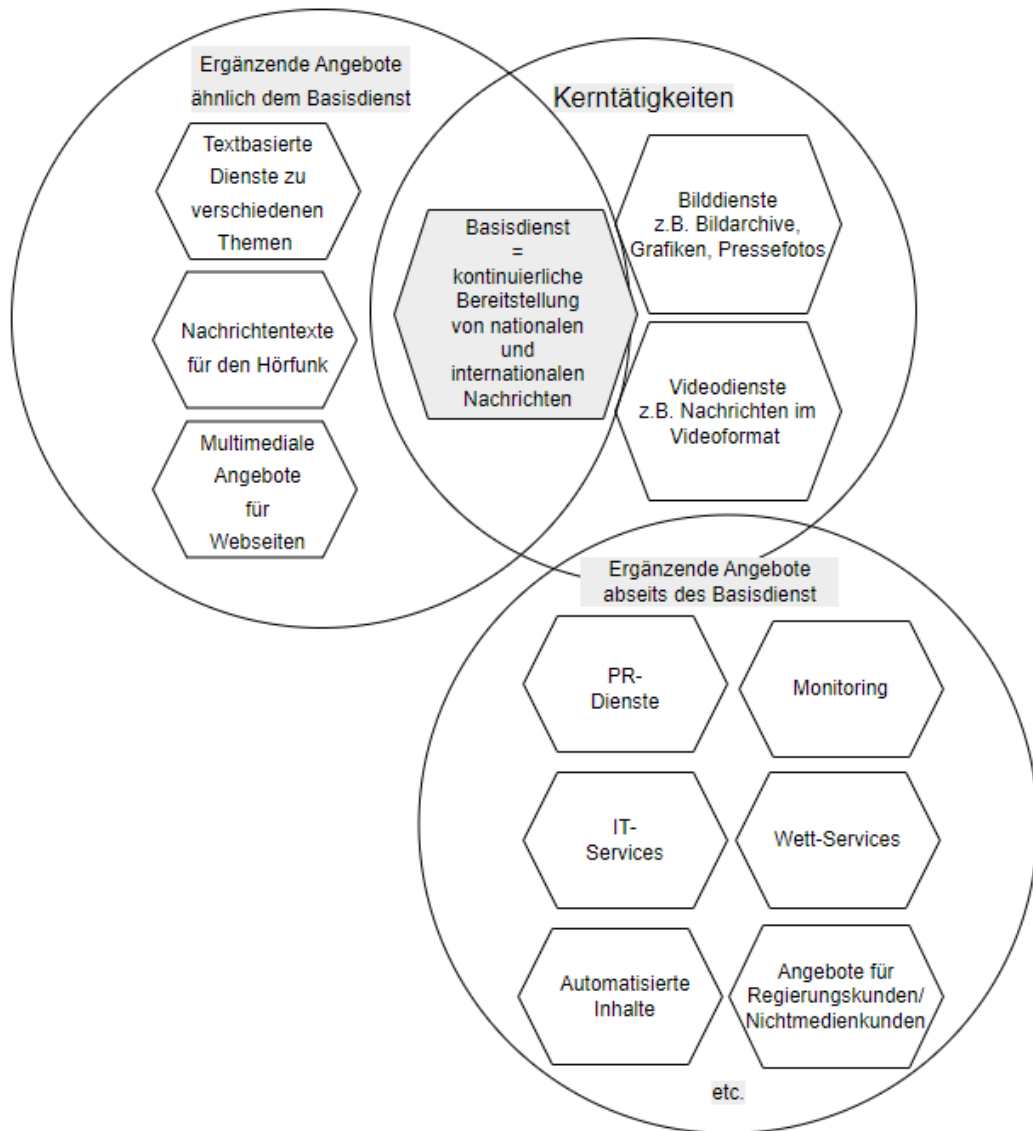 Ergänzende Angebote
ähnlich dem Basisdienst
Textbasierte
Dienste zu
verschiedenen
Themen
Nachrichtentexte
für den Hörfunk
Multimediale
Angebote
für
Webseiten
Basisdienst
=
kontinuierliche
Bereitstellung
von nationalen
und
internationalen
Nachrichten
Kerntätigkeiten
Bilddienste
z.B. Bildarchive,
Grafiken, Pressefotos
Videodienste
z.B. Nachrichten im
Videoformat
Ergänzende Angebote
abseits des Basisdienst
PR-
Dienste
Monitoring
IT-
Services
Wett-Services
Automatisierte
Inhalte
Angebote für
Regierungskunden/
Nichtmedienkunden
etc.